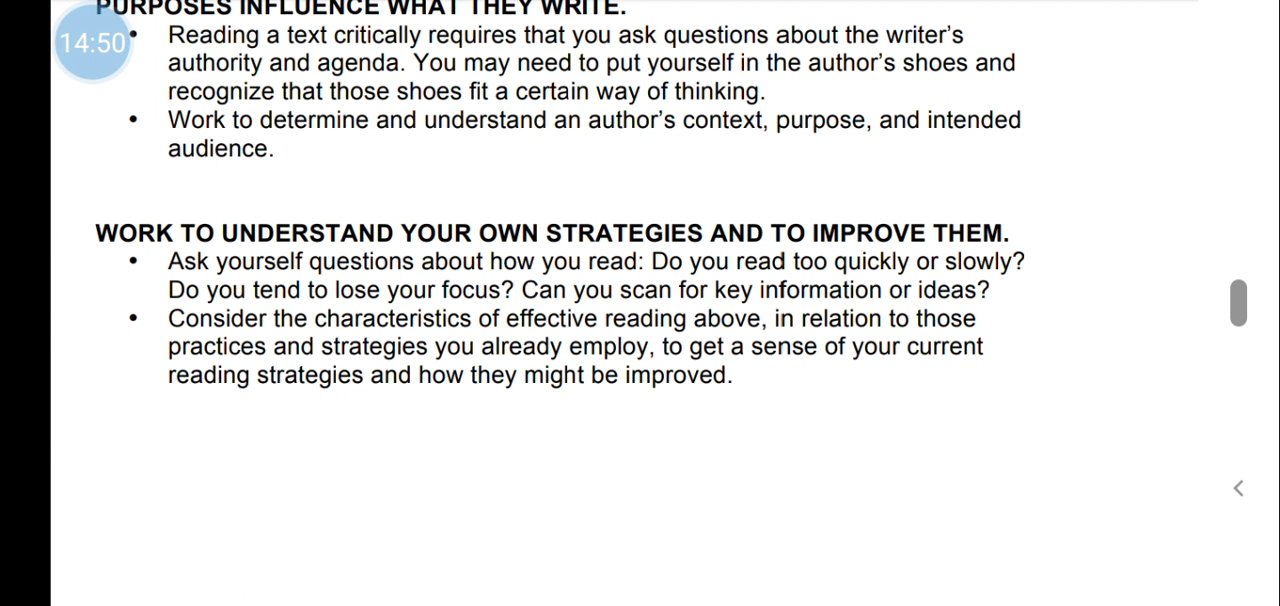 PURPOSES INFLUENCE WHAT THEY WRITE.
14:50
• Reading a text critically requires that you ask questions about the writer’s
authority and agenda. You may need to put yourself in the author’s shoes and
recognize that those shoes fit a certain way of thinking.
• Work to determine and understand an author’s context, purpose, and intended
audience.
WORK TO UNDERSTAND YOUR OWN STRATEGIES AND TO IMPROVE THEM.
• Ask yourself questions about how you read: Do you read too quickly or slowly?
Do you tend to lose your focus? Can you scan for key information or ideas?
• Consider the characteristics of effective reading above, in relation to those
practices and strategies you already employ, to get a sense of your current
reading strategies and how they might be improved.